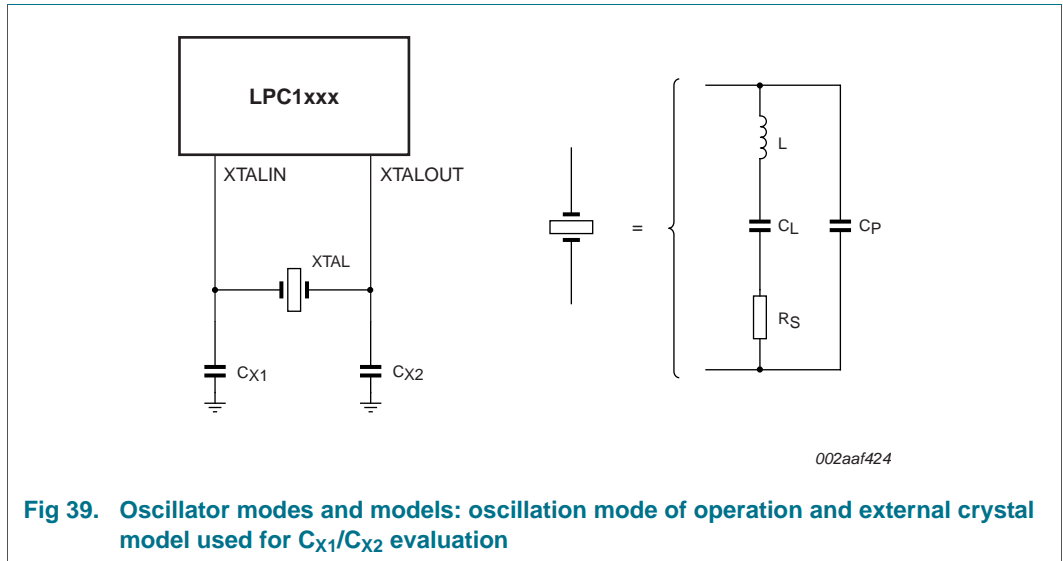 LPC1xxx
XTALIN
XTALOUT
XTAL
CX1
CX2
=
L
CL
CP
RS
002aaf424
Fig 39. Oscillator modes and models: oscillation mode of operation and external crystal
model used for CX1/CX2 evaluation